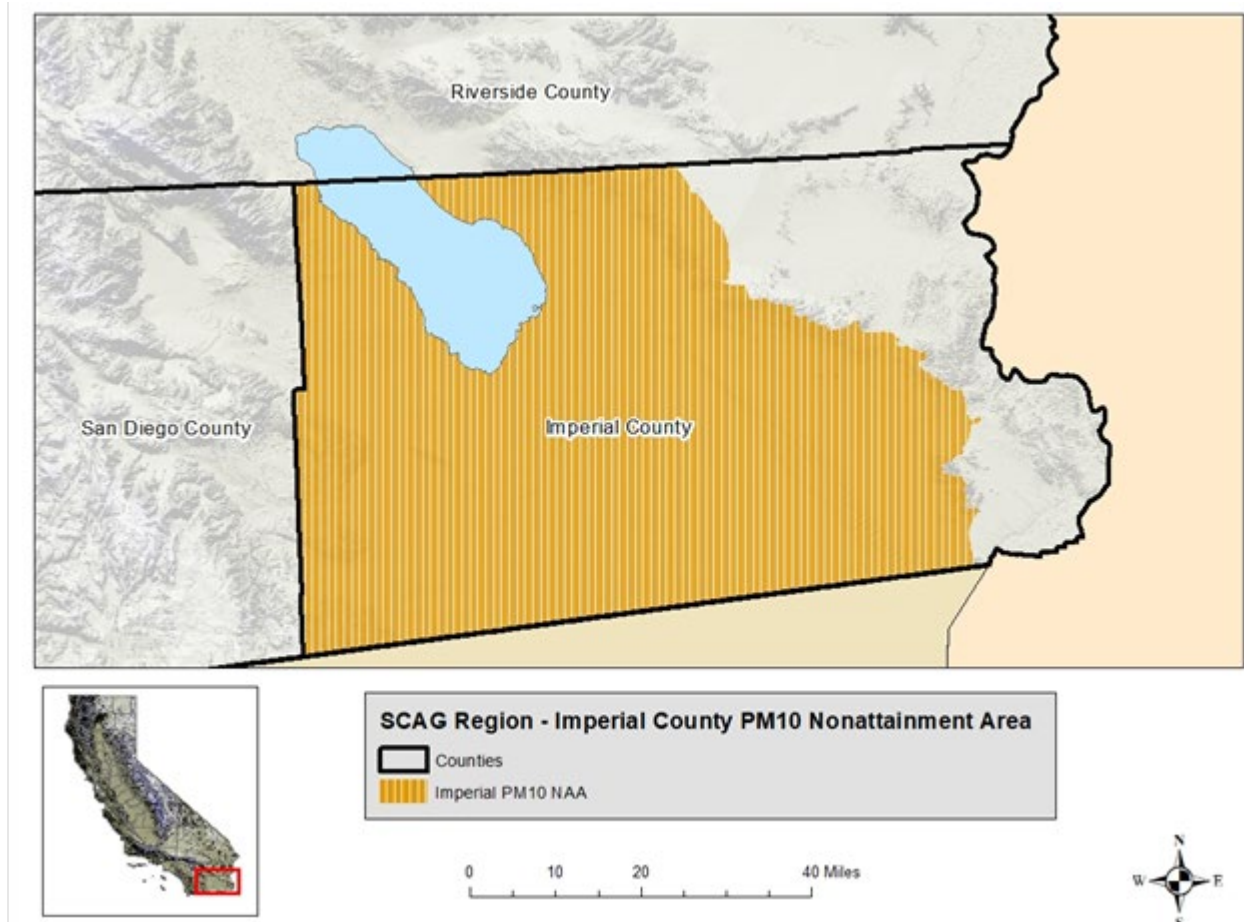 Riverside County
San Diego County
Imperial County
SCAG Region - Imperial County PM10 Nonattainment Area
Counties
Imperial PM10 NAA
0 10 20 40 Miles
N
W E
S